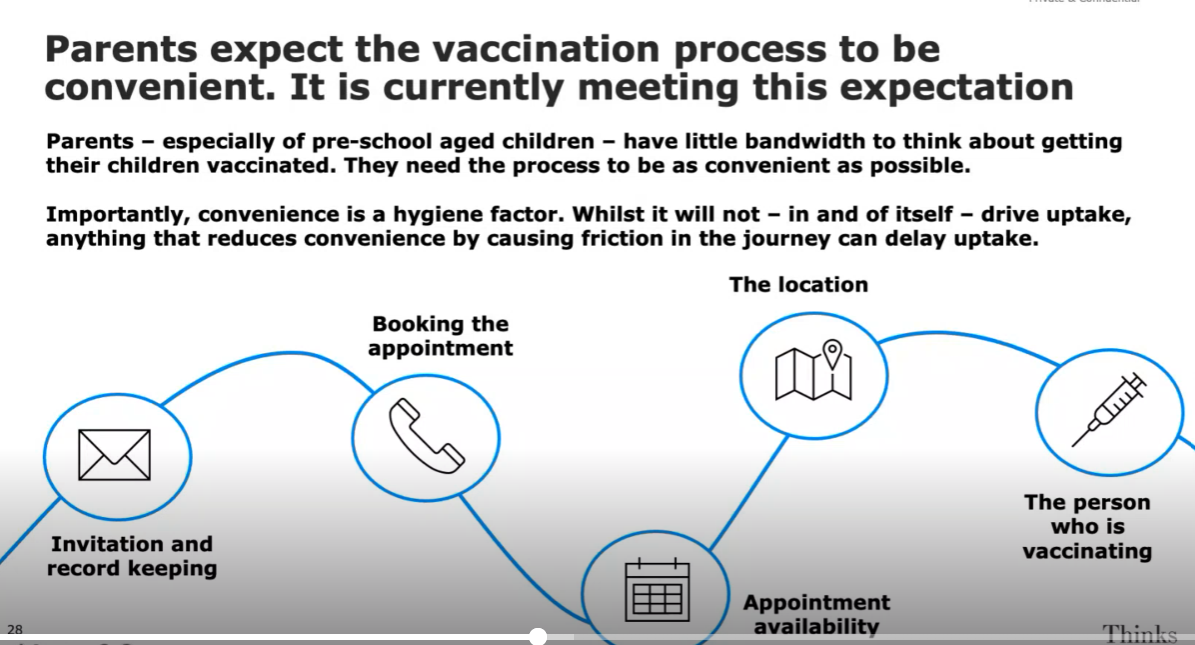 Parents expect the vaccination process to be
convenient. It is currently meeting this expectation
Parents – especially of pre-school aged children – have little bandwidth to think about getting
their children vaccinated. They need the process to be as convenient as possible.
Importantly, convenience is a hygiene factor. Whilst it will not – in and of itself – drive uptake,
anything that reduces convenience by causing friction in the journey can delay uptake.
Invitation and
record keeping
Booking the
appointment
Appointment
availability
The location
The person
who is
vaccinating
28
Thinks